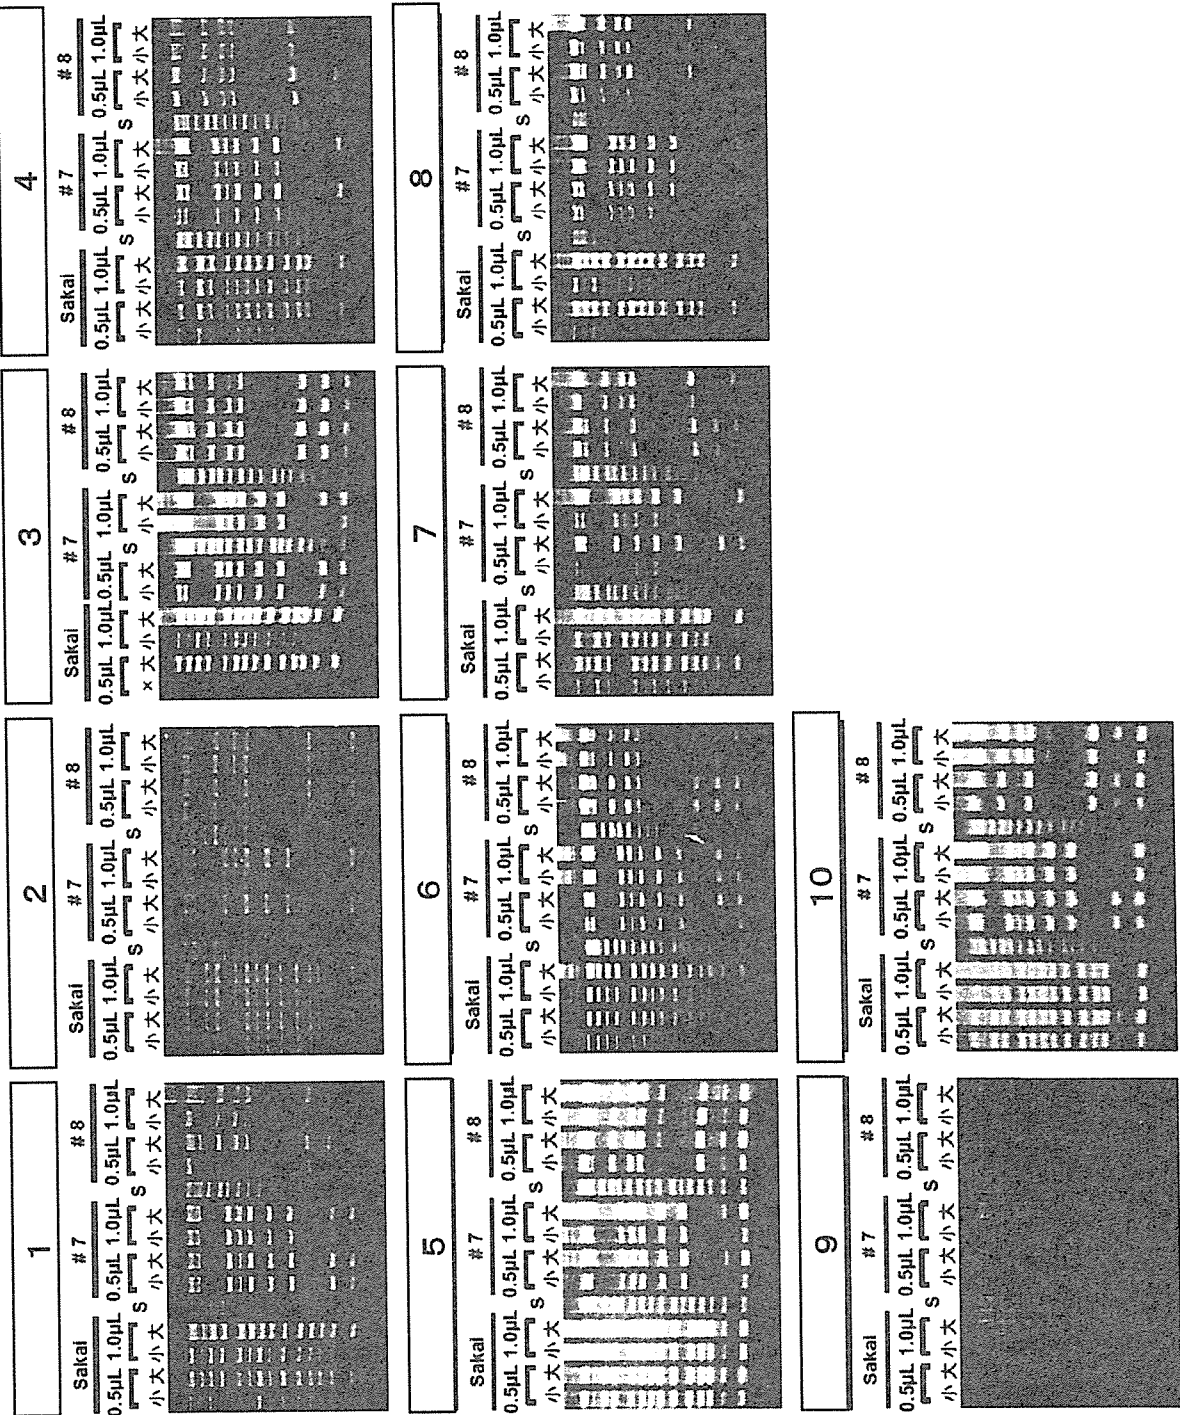 1
Sakai #7 #8
0.5µL 1.0µL 0.5µL 1.0µL 0.5µL 1.0µL
小 大 小 大 S 小 大 小 大 S 小 大 小 大
2
Sakai #7 #8
0.5µL 1.0µL 0.5µL 1.0µL 0.5µL 1.0µL
小 大 小 大 S 小 大 小 大 S 小 大 小 大
3
Sakai #7 #8
0.5µL 1.0µL 0.5µL 1.0µL 0.5µL 1.0µL
× 大 小 大 小 大 S 小 大 S 小 大 小 大
4
Sakai #7 #8
0.5µL 1.0µL 0.5µL 1.0µL 0.5µL 1.0µL
小 大 小 大 S 小 大 小 大 S 小 大 小 大
5
Sakai #7 #8
0.5µL 1.0µL 0.5µL 1.0µL 0.5µL 1.0µL
小 大 小 大 S 小 大 小 大 S 小 大 小 大
6
Sakai #7 #8
0.5µL 1.0µL 0.5µL 1.0µL 0.5µL 1.0µL
小 大 小 大 S 小 大 小 大 S 小 大 小 大
7
Sakai #7 #8
0.5µL 1.0µL 0.5µL 1.0µL 0.5µL 1.0µL
小 大 小 大 S 小 大 小 大 S 小 大 小 大
8
Sakai #7 #8
0.5µL 1.0µL 0.5µL 1.0µL 0.5µL 1.0µL
小 大 小 大 S 小 大 小 大 S 小 大 小 大
9
Sakai #7 #8
0.5µL 1.0µL 0.5µL 1.0µL 0.5µL 1.0µL
小 大 小 大 S 小 大 小 大 S 小 大 小 大
10
Sakai #7 #8
0.5µL 1.0µL 0.5µL 1.0µL 0.5µL 1.0µL
小 大 小 大 S 小 大 小 大 S 小 大 小 大